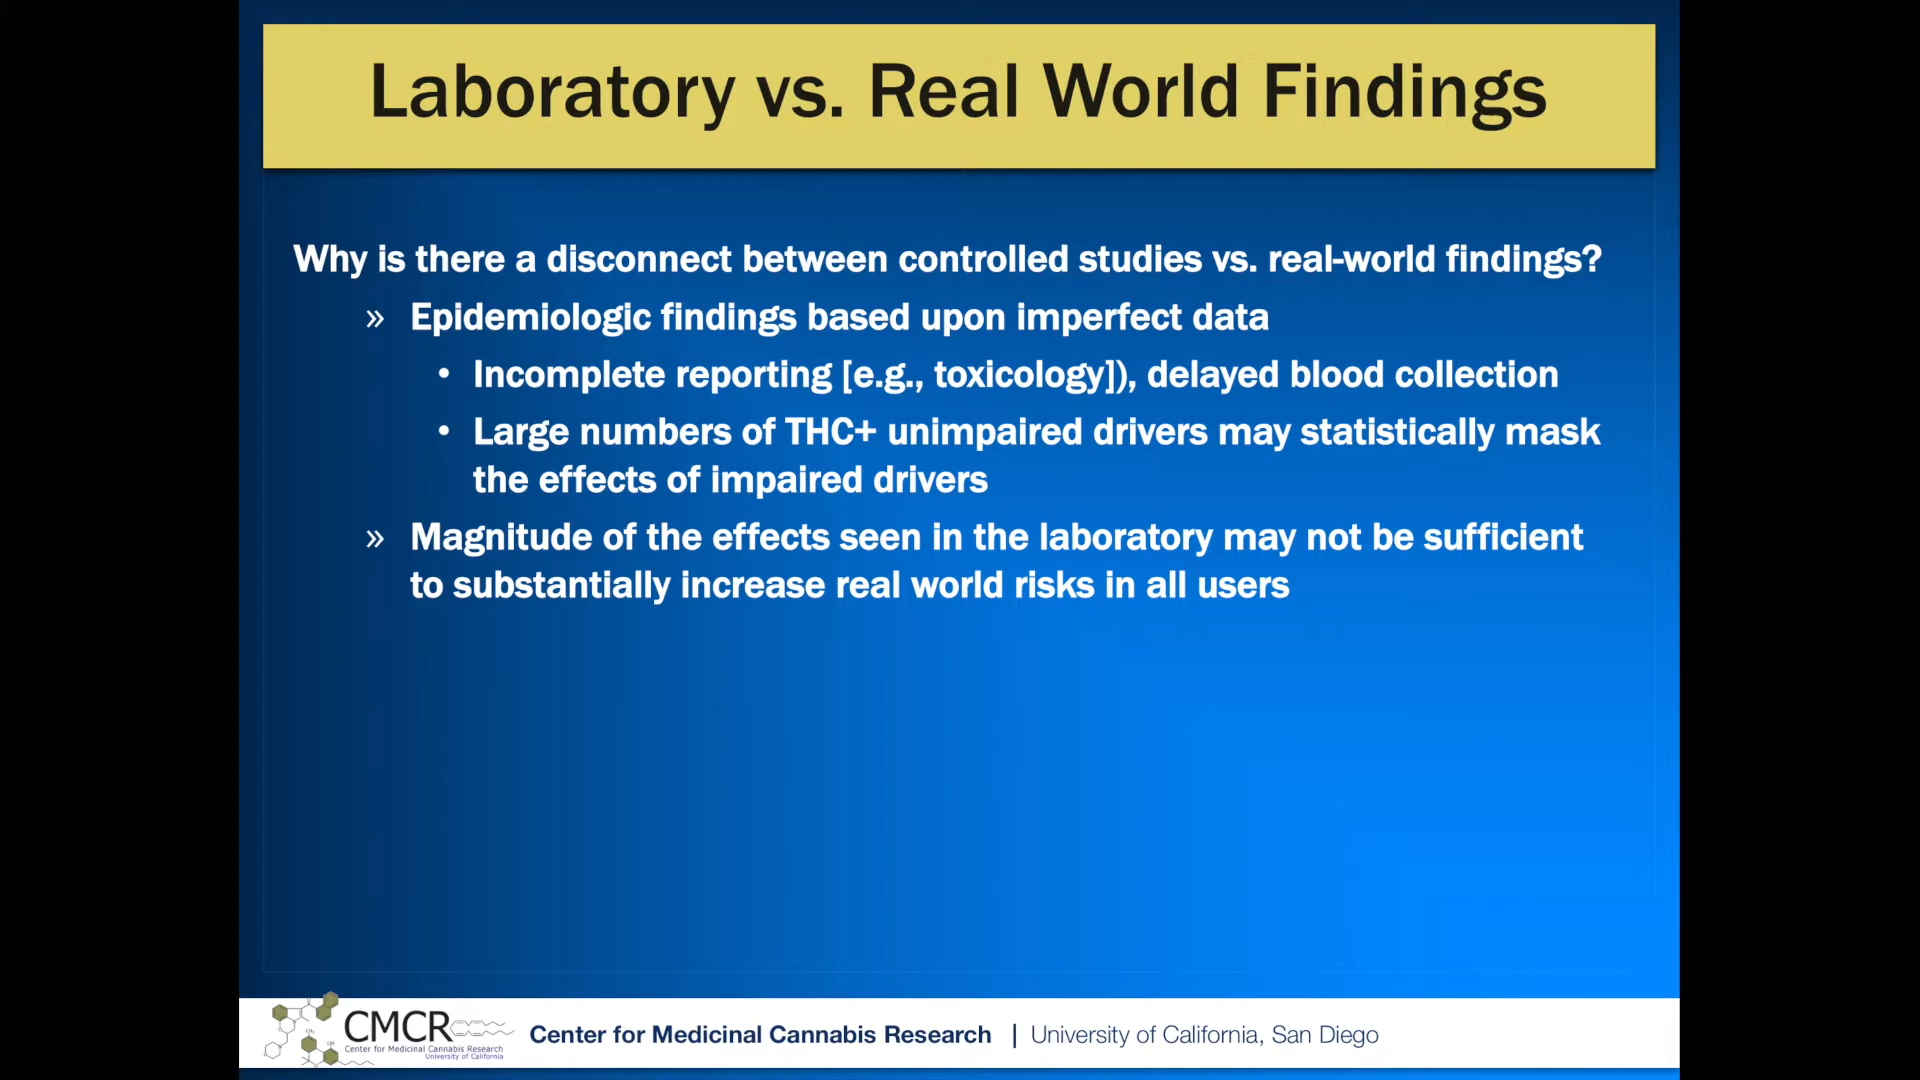 Laboratory vs. Real World Findings
Why is there a disconnect between controlled studies vs. real-world findings?
» Epidemiologic findings based upon imperfect data
• Incomplete reporting [e.g., toxicology]), delayed blood collection
• Large numbers of THC+ unimpaired drivers may statistically mask
the effects of impaired drivers
» Magnitude of the effects seen in the laboratory may not be sufficient
to substantially increase real world risks in all users
CMCR
Center for Medicinal Cannabis Research
University of California
Center for Medicinal Cannabis Research | University of California, San Diego